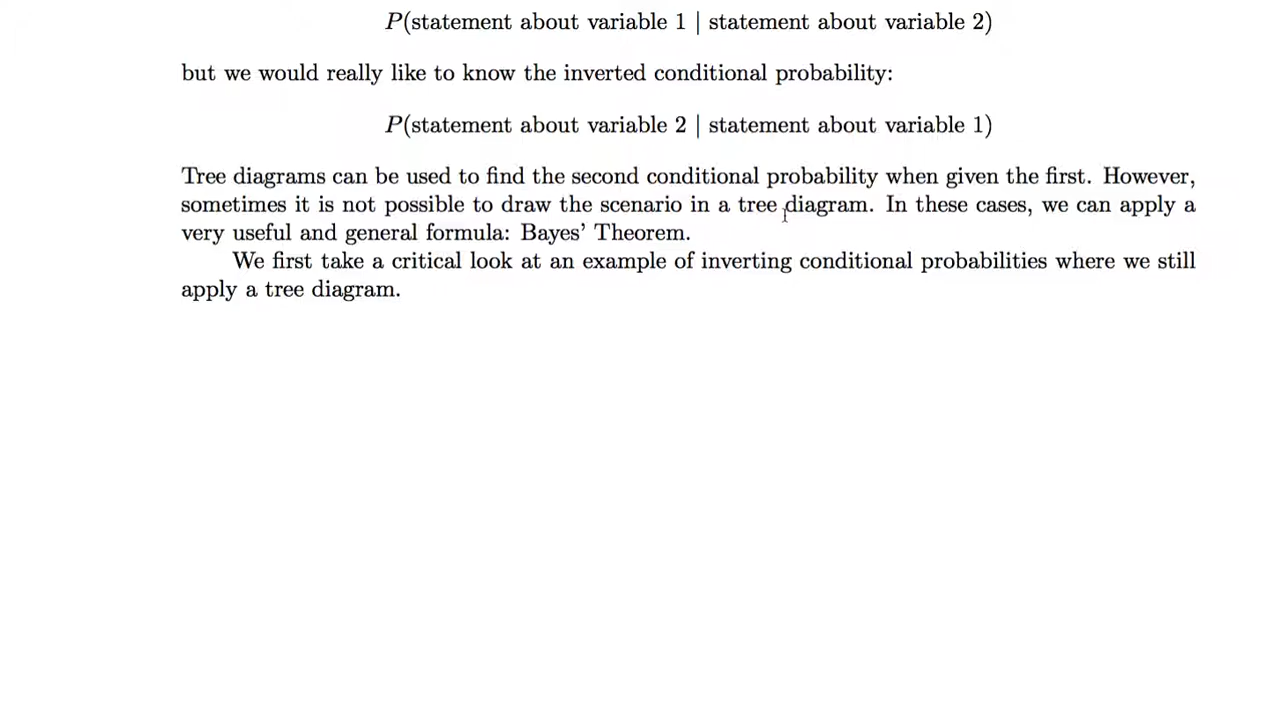 P(statement about variable 1 | statement about variable 2)
but we would really like to know the inverted conditional probability:
P(statement about variable 2 | statement about variable 1)
Tree diagrams can be used to find the second conditional probability when given the first. However,
sometimes it is not possible to draw the scenario in a tree diagram. In these cases, we can apply a
very useful and general formula: Bayes’ Theorem.
We first take a critical look at an example of inverting conditional probabilities where we still
apply a tree diagram.